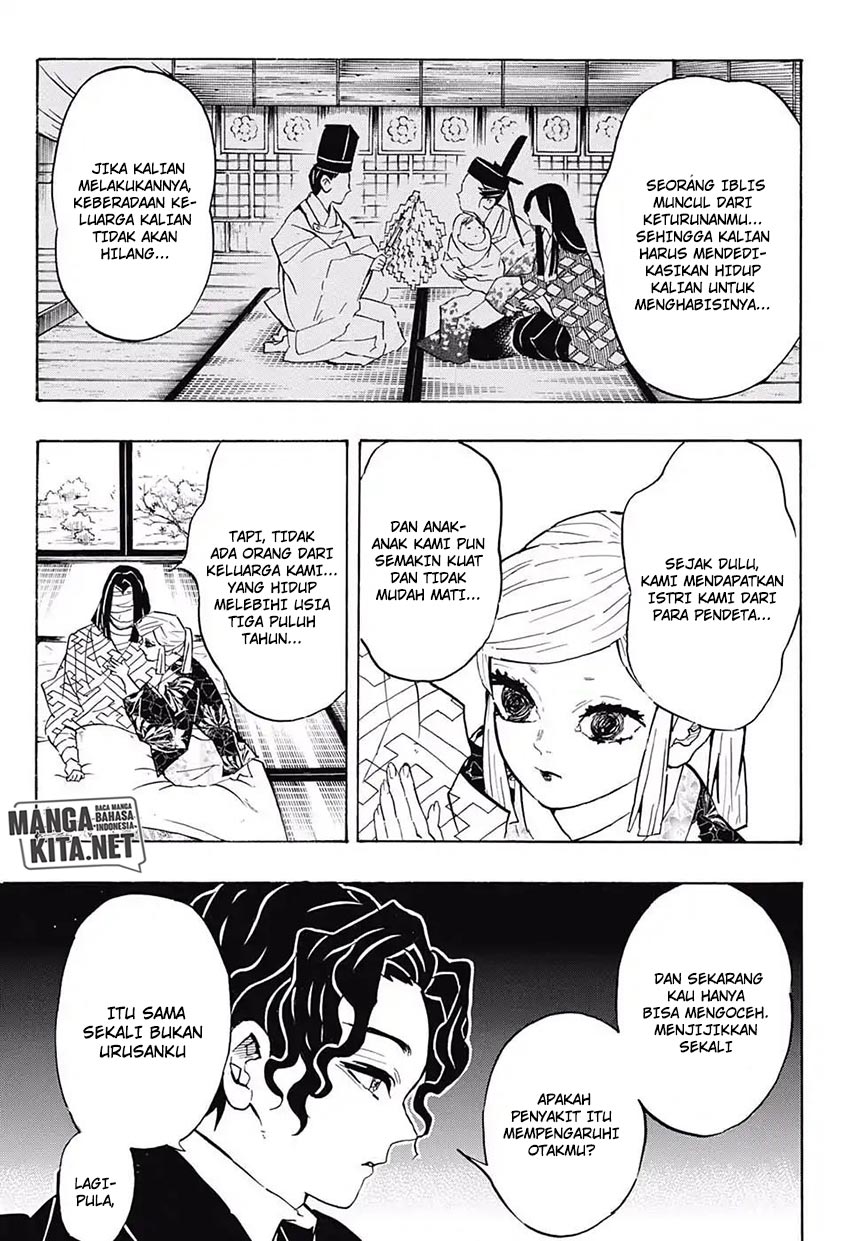 SEORANG IBLIS
MUNCUL DARI
KETURUNANMU...
SEHINGGA KALIAN
HARUS MENDEDI-
KASIKAN HIDUP
KALIAN UNTUK
MENGHABISINYA...
JIKA KALIAN
MELAKUKANNYA,
KEBERADAAN KE-
LUARGA KALIAN
TIDAK AKAN
HILANG...
SEJAK DULU,
KAMI MENDAPATKAN
ISTRI KAMI DARI
PARA PENDETA...
DAN ANAK-
ANAK KAMI PUN
SEMAKIN KUAT
DAN TIDAK
MUDAH MATI...
TAPI, TIDAK
ADA ORANG DARI
KELUARGA KAMI...
YANG HIDUP
MELEBIHI USIA
TIGA PULUH
TAHUN...
MANGA
KITA.NET
BACA MANGA
BAHASA
INDONESIA
DAN SEKARANG
KAU HANYA
BISA MENGOCEH.
MENJIJIKKAN
SEKALI
APAKAH
PENYAKIT ITU
MEMPENGARUHI
OTAKMU?
ITU SAMA
SEKALI BUKAN
URUSANKU
LAGI-
PULA,